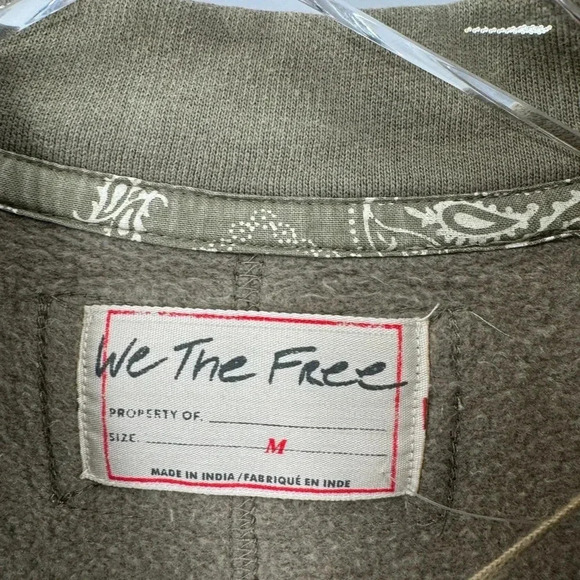 We The Free
PROPERTY OF.
SIZE. M
MADE IN INDIA/FABRIQUÉ EN INDE